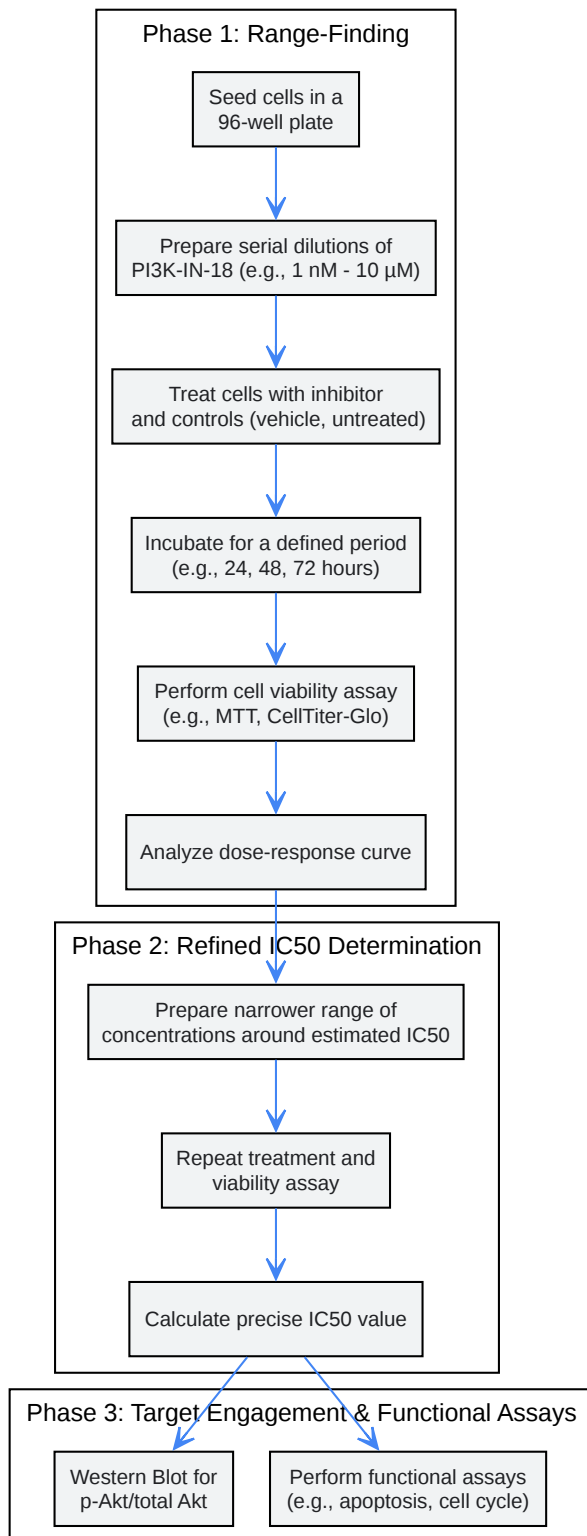 Phase 1: Range-Finding
Seed cells in a
96-well plate
Prepare serial dilutions of
PI3K-IN-18 (e.g., 1 nM - 10 µM)
Treat cells with inhibitor
and controls (vehicle, untreated)
Incubate for a defined period
(e.g., 24, 48, 72 hours)
Perform cell viability assay
(e.g., MTT, CellTiter-Glo)
Analyze dose-response curve
Phase 2: Refined IC50 Determination
Prepare narrower range of
concentrations around estimated IC50
Repeat treatment and
viability assay
Calculate precise IC50 value
Phase 3: Target Engagement & Functional Assays
Western Blot for
p-Akt/total Akt
Perform functional assays
(e.g., apoptosis, cell cycle)